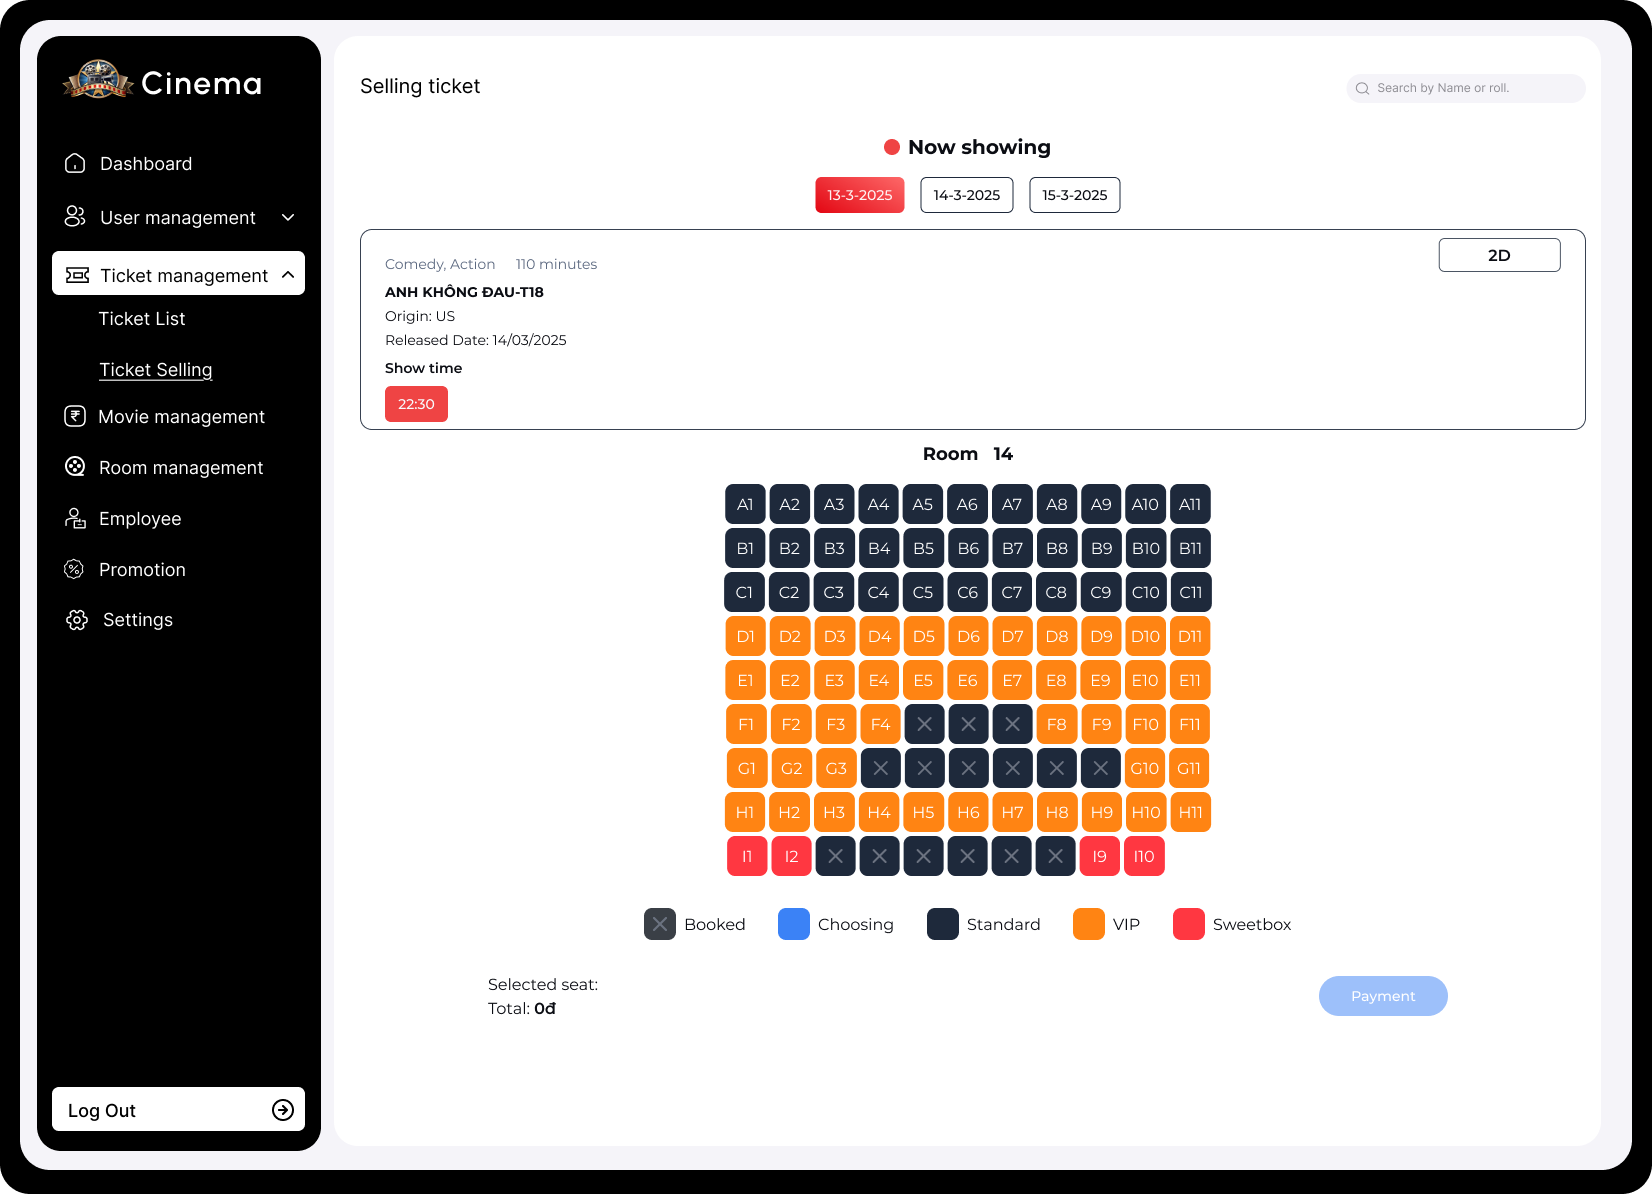 Cinema
Dashboard
User management
Ticket management
Ticket List
Ticket Selling
Movie management
Room management
Employee
Promotion
Settings
Log Out
Selling ticket
Search by Name or roll.
Now showing
13-3-2025 14-3-2025 15-3-2025
2D
Comedy, Action 110 minutes
ANH KHÔNG ĐAU-T18
Origin: US
Released Date: 14/03/2025
Show time
22:30
Room 14
A1 A2 A3 A4 A5 A6 A7 A8 A9 A10 A11
B1 B2 B3 B4 B5 B6 B7 B8 B9 B10 B11
C1 C2 C3 C4 C5 C6 C7 C8 C9 C10 C11
D1 D2 D3 D4 D5 D6 D7 D8 D9 D10 D11
E1 E2 E3 E4 E5 E6 E7 E8 E9 E10 E11
F1 F2 F3 F4 F8 F9 F10 F11
G1 G2 G3 G10 G11
H1 H2 H3 H4 H5 H6 H7 H8 H9 H10 H11
I1 I2 I9 I10
Booked Choosing Standard VIP Sweetbox
Selected seat:
Total: 0đ
Payment